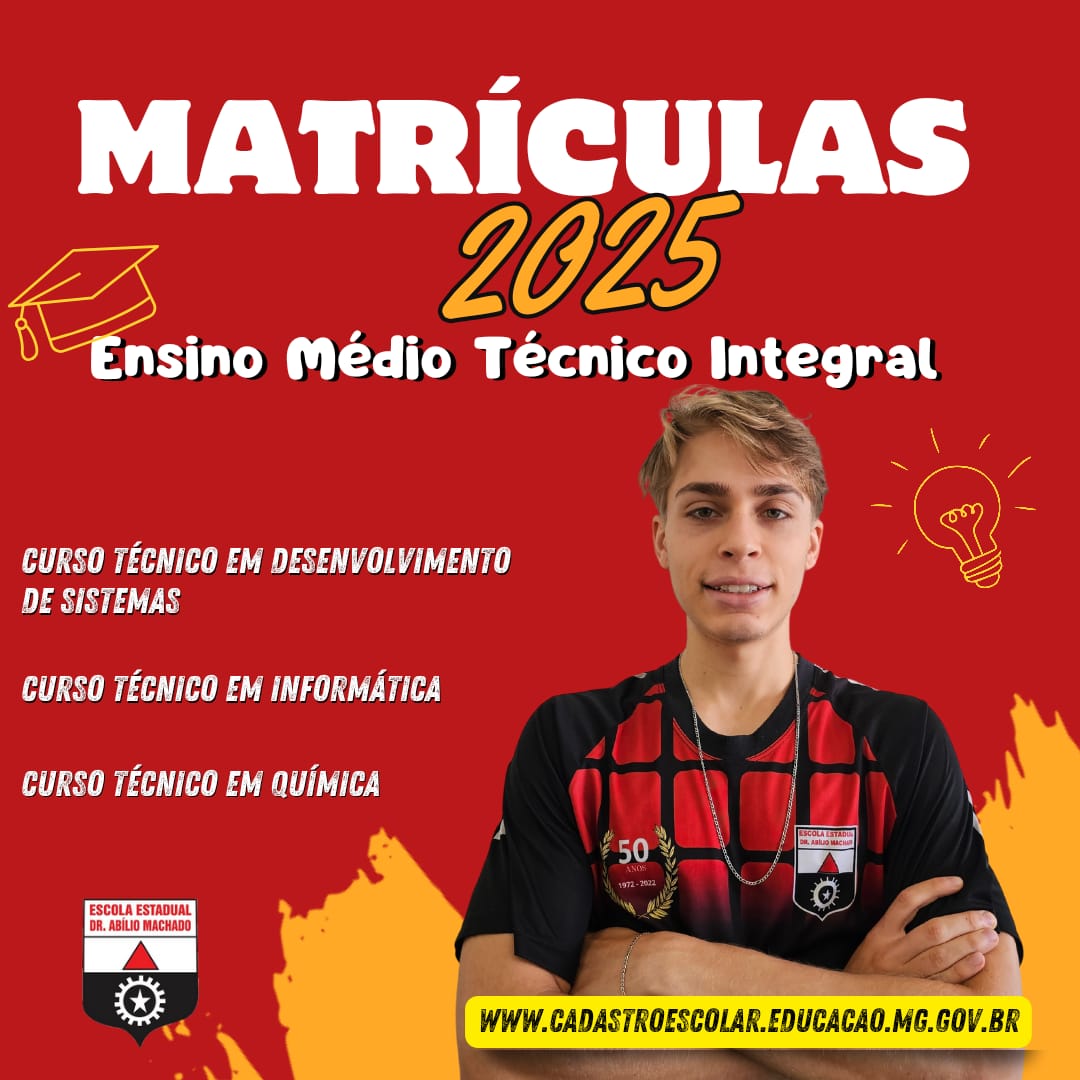 MATRÍCULAS
2025
Ensino Médio Técnico Integral
CURSO TÉCNICO EM DESENVOLVIMENTO
DE SISTEMAS
CURSO TÉCNICO EM INFORMÁTICA
CURSO TÉCNICO EM QUÍMICA
50
ANOS
1972 - 2022
ESCOLA ESTADUAL
DR. ABÍLIO MACHADO
ESCOLA ESTADUAL
DR. ABÍLIO MACHADO
WWW.CADASTROESCOLAR.EDUCACAO.MG.GOV.BR